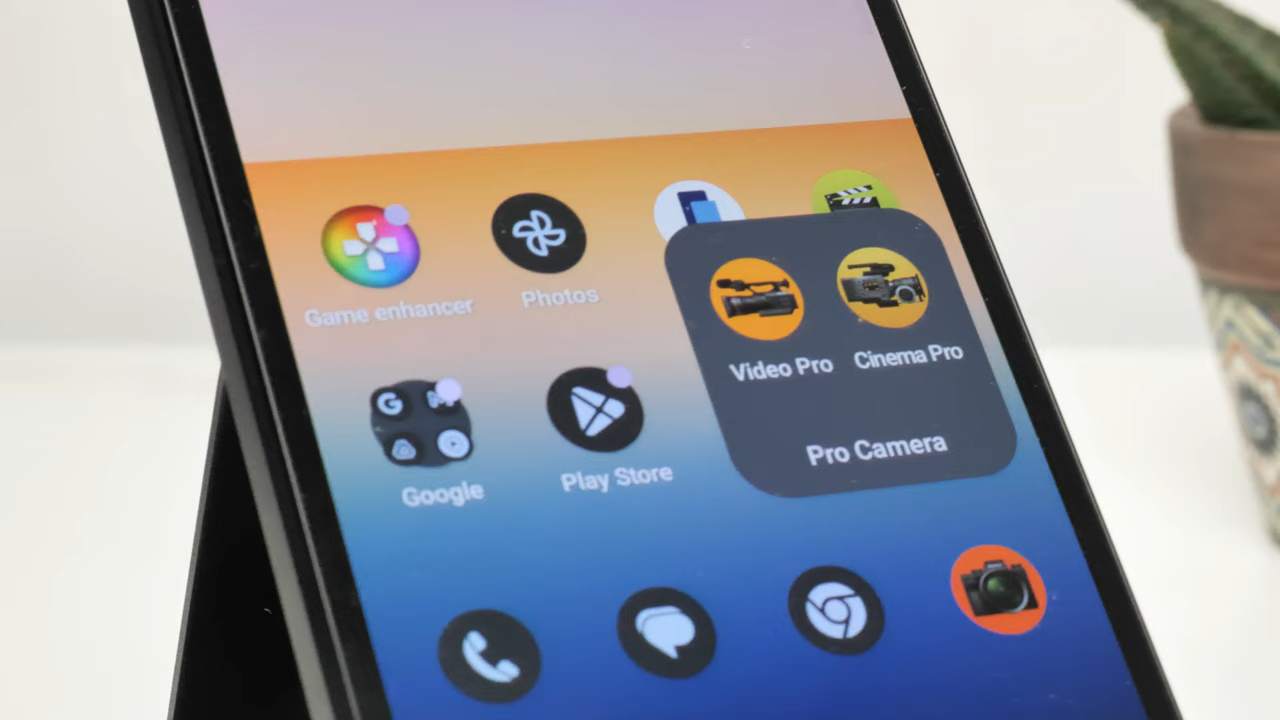 Game enhancer
Photos
Video Pro
Cinema Pro
Google
Play Store
Pro Camera